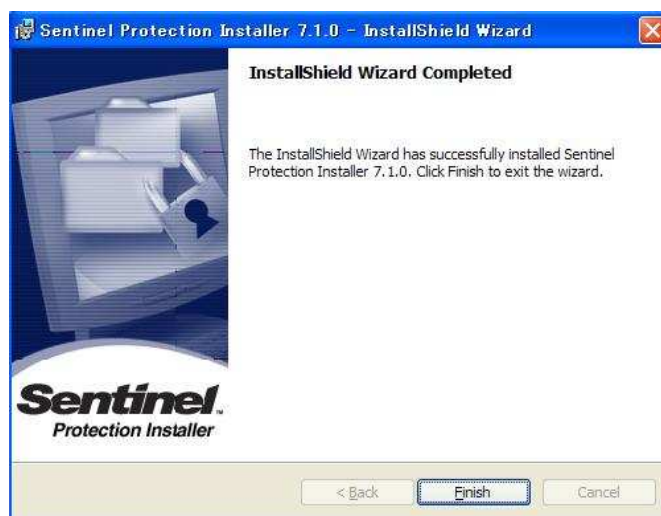 Sentinel Protection Installer 7.1.0 - InstallShield Wizard
InstallShield Wizard Completed
The InstallShield Wizard has successfully installed Sentinel
Protection Installer 7.1.0. Click Finish to exit the wizard.
Sentinel™
Protection Installer
< Back
Finish
Cancel